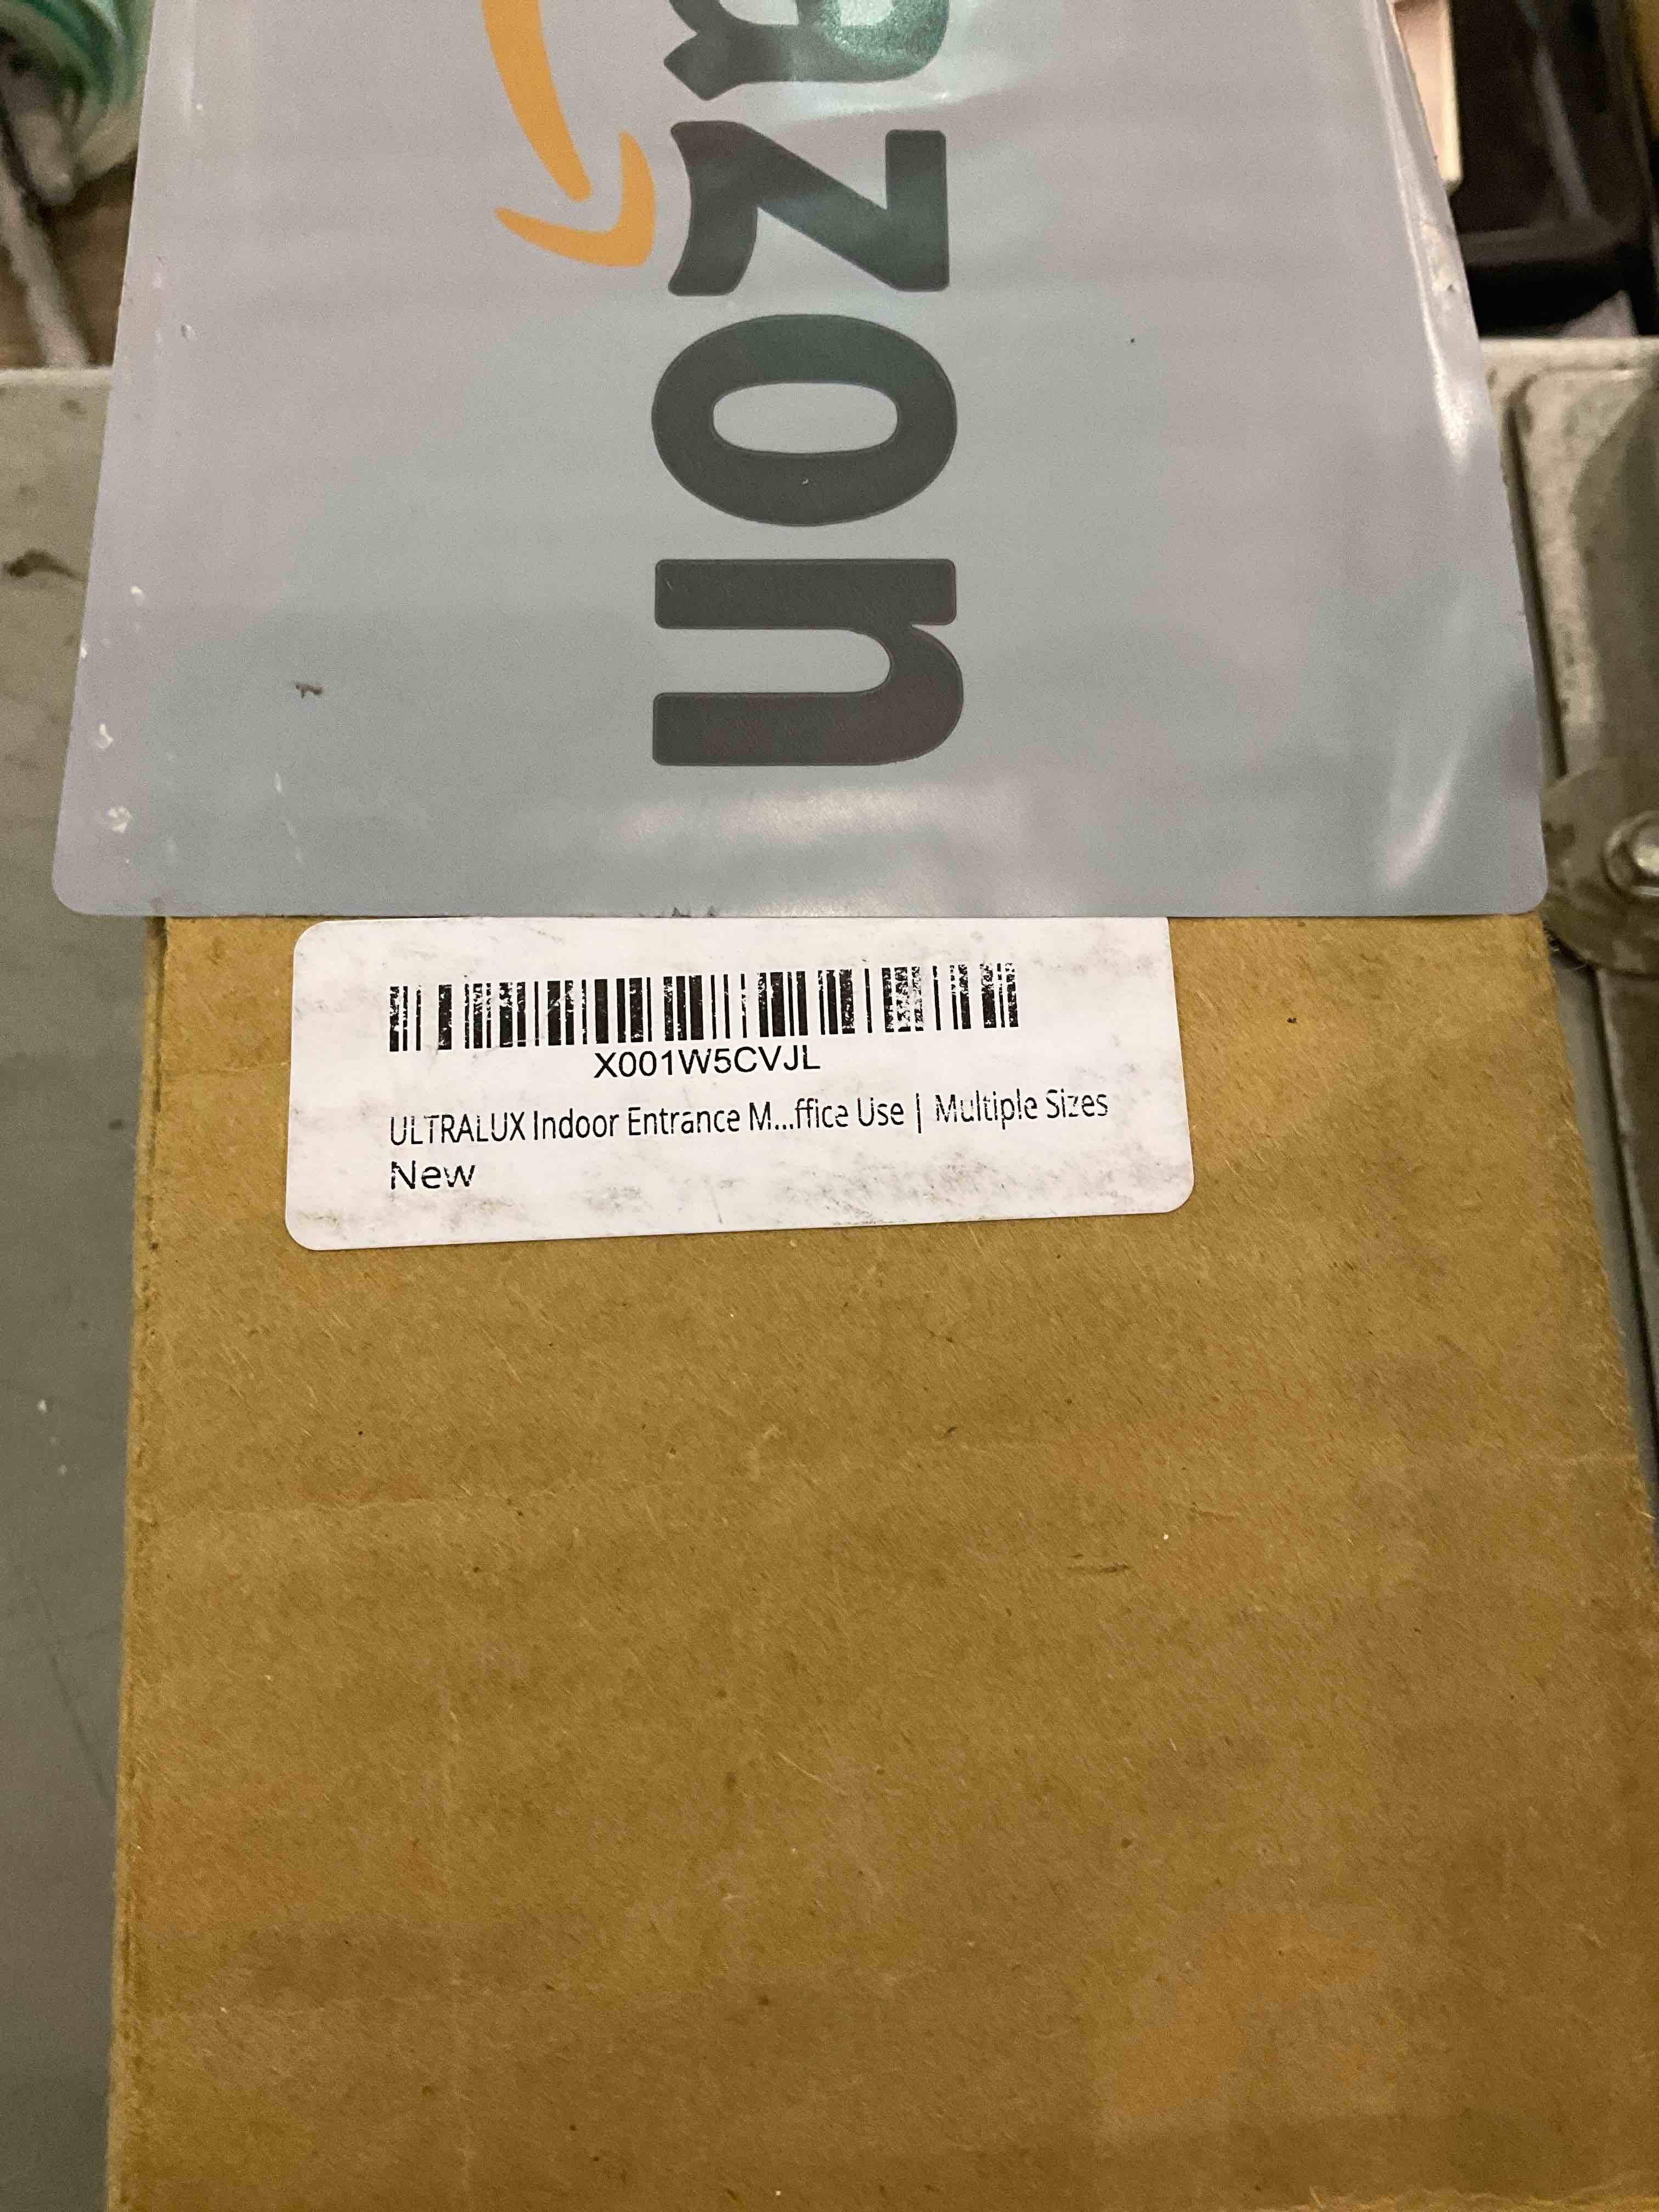 azon
X001W5CVJL
ULTRALUX Indoor Entrance M...ffice Use | Multiple Sizes
New